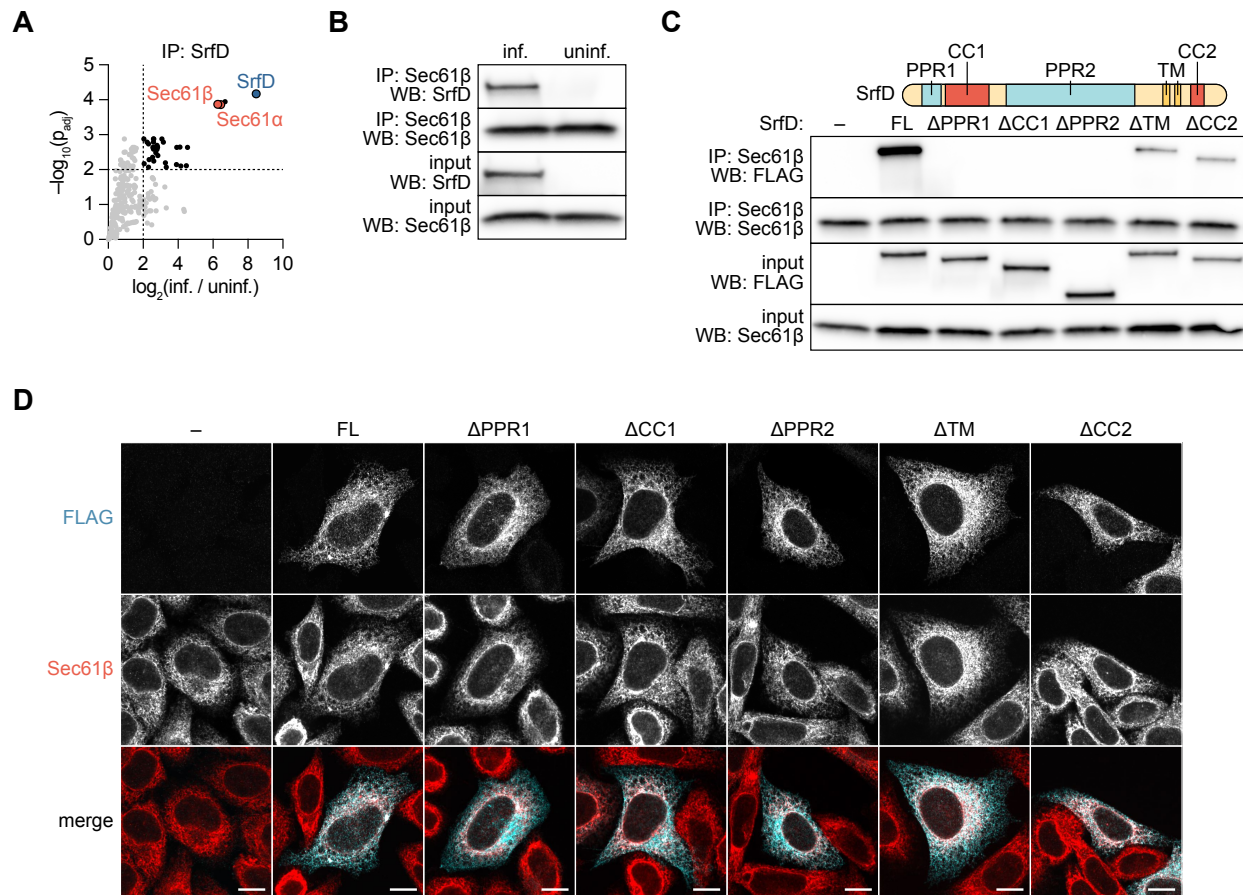 A
IP: SrfD
5
4
3
2
1
0
–log10(padj)
SrfD
Sec61β
Sec61α
0
2
4
6
8
10
log2(inf. / uninf.)
B
inf.
uninf.
IP: Sec61β
WB: SrfD
IP: Sec61β
WB: Sec61β
input
WB: SrfD
input
WB: Sec61β
C
CC1
CC2
PPR1
PPR2
TM
SrfD
SrfD:
–
FL
ΔPPR1
ΔCC1
ΔPPR2
ΔTM
ΔCC2
IP: Sec61β
WB: FLAG
IP: Sec61β
WB: Sec61β
input
WB: FLAG
input
WB: Sec61β
D
–
FL
ΔPPR1
ΔCC1
ΔPPR2
ΔTM
ΔCC2
FLAG
Sec61β
merge